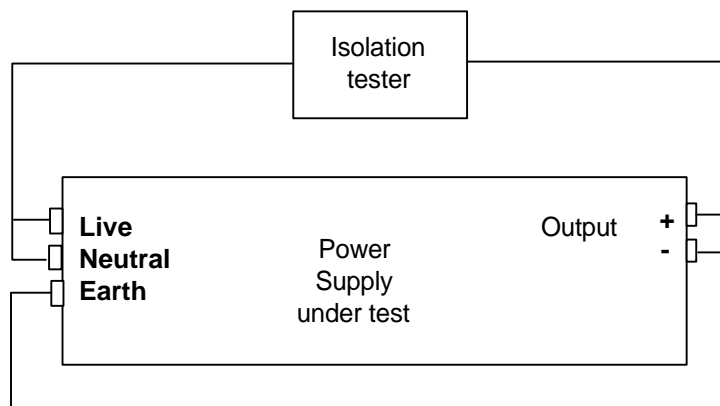 Isolation
tester
Live
Neutral
Earth
Power
Supply
under test
Output
+
-